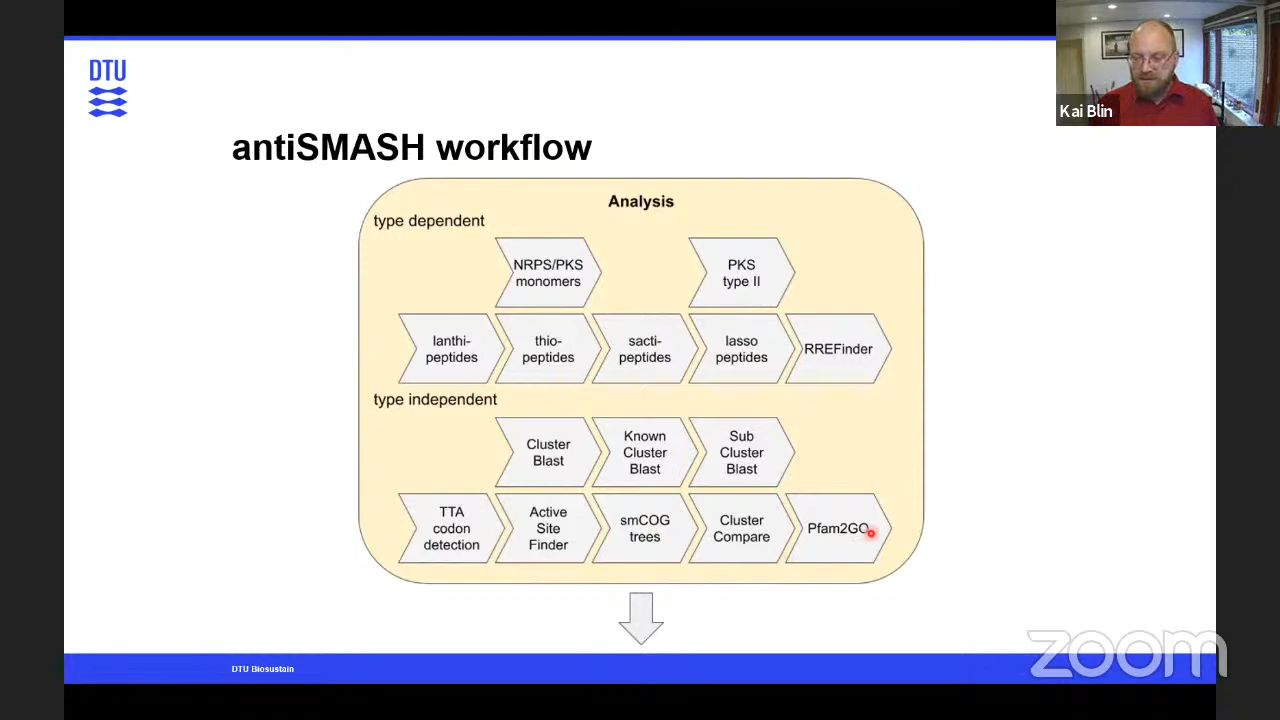 DTU
Kai Blin
antiSMASH workflow
Analysis
type dependent
NRPS/PKS
monomers
PKS
type II
lanthi-
peptides
thio-
peptides
sacti-
peptides
lasso
peptides
RREFinder
type independent
Cluster
Blast
Known
Cluster
Blast
Sub
Cluster
Blast
TTA
codon
detection
Active
Site
Finder
smCOG
trees
Cluster
Compare
Pfam2GO
DTU Biosustain
zoom